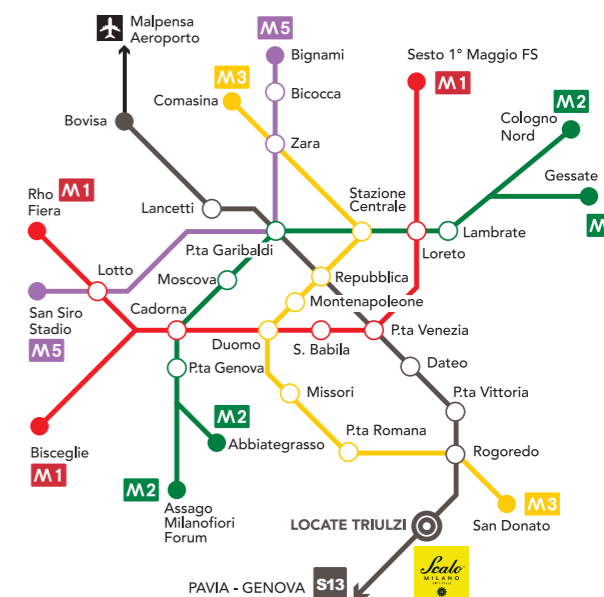 Malpensa
Aeroporto
M5
Bignami
Sesto 1° Maggio FS
M3
Comasina
Bicocca
M1
M2
Cologno
Nord
Bovisa
Zara
Gessate
M
Rho
Fiera
M1
Lancetti
Stazione
Centrale
P.ta Garibaldi
Lambrate
Loreto
Lotto
Moscova
Repubblica
San Siro
Stadio
M5
Cadorna
Montenapoleone
Duomo
S. Babila
P.ta Venezia
P.ta Genova
Dateo
Missori
P.ta Vittoria
M2
Abbiategrasso
P.ta Romana
Bisceglie
M1
Rogoredo
M2
Assago
Milanofiori
Forum
LOCATE TRIULZI
San Donato
M3
Scalo
MILANO
PAVIA - GENOVA
S13